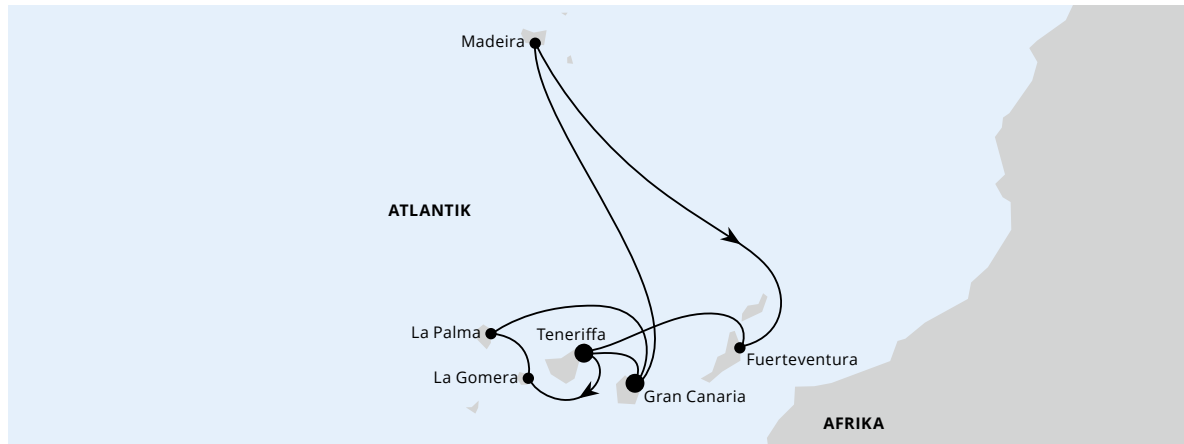 Madeira
ATLANTIK
La Palma
Teneriffa
Fuerteventura
La Gomera
Gran Canaria
AFRIKA